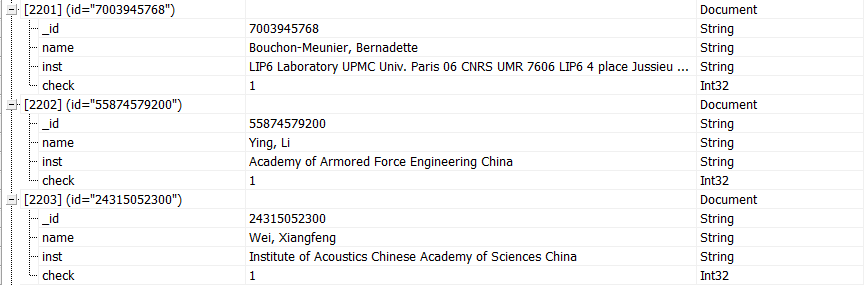 [2201] (id="7003945768") Document
_id 7003945768 String
name Bouchon-Meunier, Bernadette String
inst LIP6 Laboratory UPMC Univ. Paris 06 CNRS UMR 7606 LIP6 4 place Jussieu ... String
check 1 Int32
[2202] (id="55874579200") Document
_id 55874579200 String
name Ying, Li String
inst Academy of Armored Force Engineering China String
check 1 Int32
[2203] (id="24315052300") Document
_id 24315052300 String
name Wei, Xiangfeng String
inst Institute of Acoustics Chinese Academy of Sciences China String
check 1 Int32